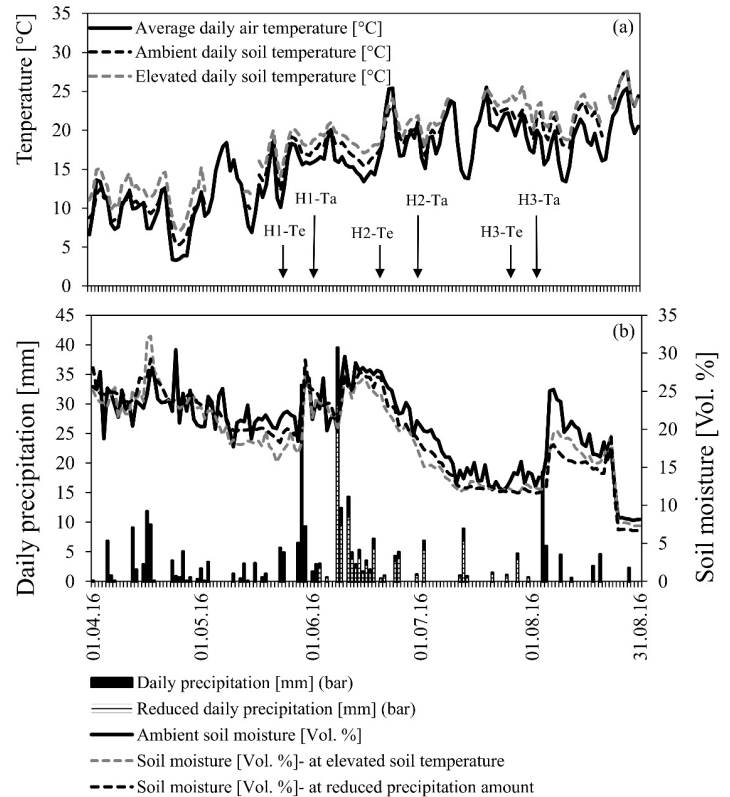 35
30
25
20
15
10
5
0
Tenperature [°C]
(a)
Average daily air temperature [°C]
Ambient daily soil temperature [°C]
Elevated daily soil temperature [°C]
H1-Te
H1-Ta
H2-Te
H2-Ta
H3-Te
H3-Ta
45
40
35
30
25
20
15
10
5
0
Daily precipitation [mm]
(b)
35
30
25
20
15
10
5
0
Soil moisture [Vol. %]
01.04.16
01.05.16
01.06.16
01.07.16
01.08.16
31.08.16
Daily precipitation [mm] (bar)
Reduced daily precipitation [mm] (bar)
Ambient soil moisture [Vol. %]
Soil moisture [Vol. %]- at elevated soil temperature
Soil moisture [Vol. %]- at reduced precipitation amount